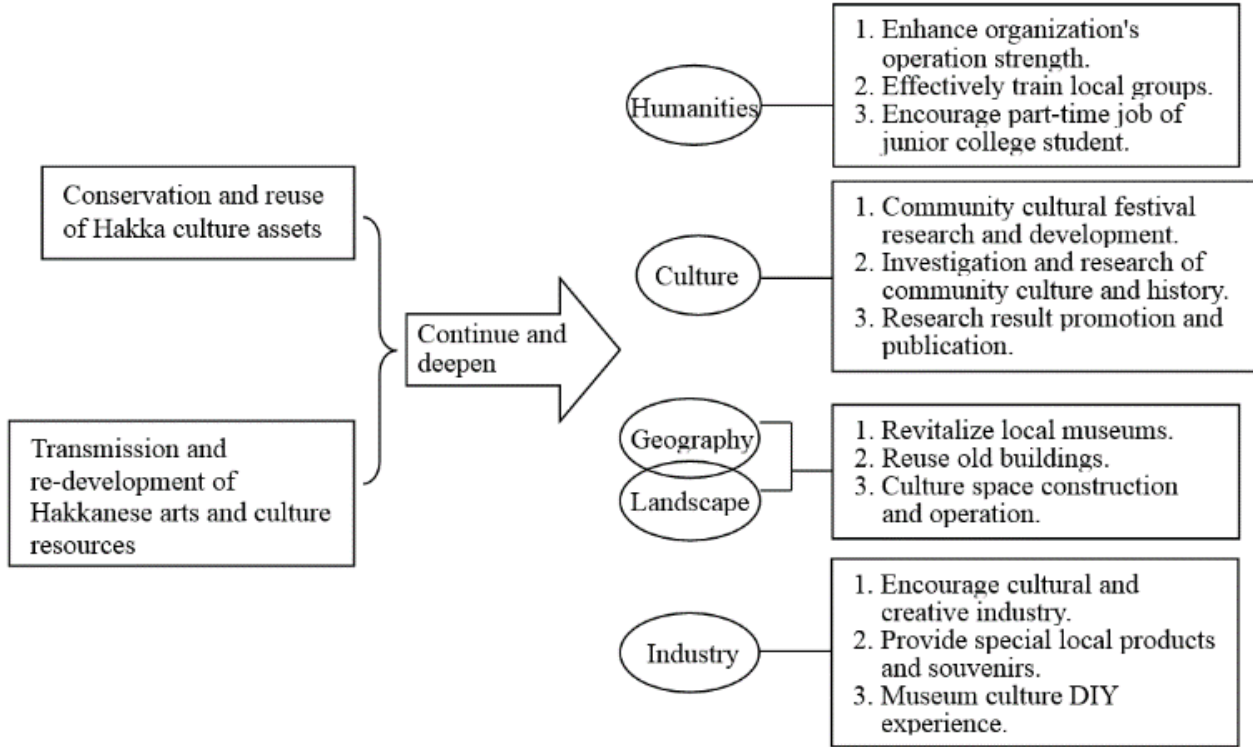 Conservation and reuse
of Hakka culture assets
Transmission and
re-development of
Hakkanese arts and culture
resources
Continue and
deepen
Humanities
1. Enhance organization's
operation strength.
2. Effectively train local groups.
3. Encourage part-time job of
junior college student.
Culture
1. Community cultural festival
research and development.
2. Investigation and research of
community culture and history.
3. Research result promotion and
publication.
Geography
Landscape
1. Revitalize local museums.
2. Reuse old buildings.
3. Culture space construction
and operation.
Industry
1. Encourage cultural and
creative industry.
2. Provide special local products
and souvenirs.
3. Museum culture DIY
experience.